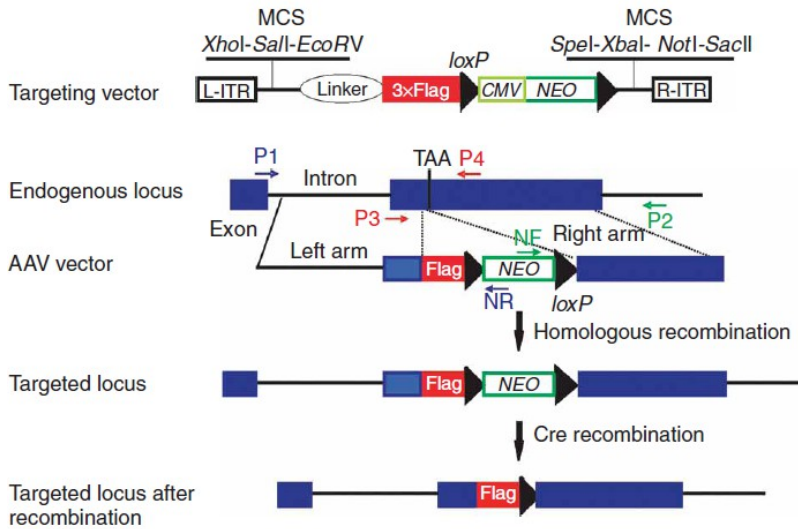 MCS MCS
XhoI-SalI-EcoRV SpeI-XbaI- NotI-SacII
loxP
Targeting vector L-ITR Linker 3×Flag CMV NEO R-ITR
P1 TAA P4
Endogenous locus Intron
P3 P2
Exon NF Right arm
AAV vector Left arm Flag NEO
NR loxP
Homologous recombination
Targeted locus Flag NEO
Cre recombination
Targeted locus after Flag
recombination